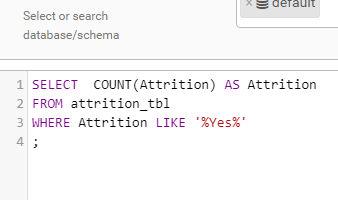 × default
Select or search
database/schema
1 SELECT  COUNT(Attrition) AS Attrition
2 FROM attrition_tbl
3 WHERE Attrition LIKE '%Yes%'
4 ;